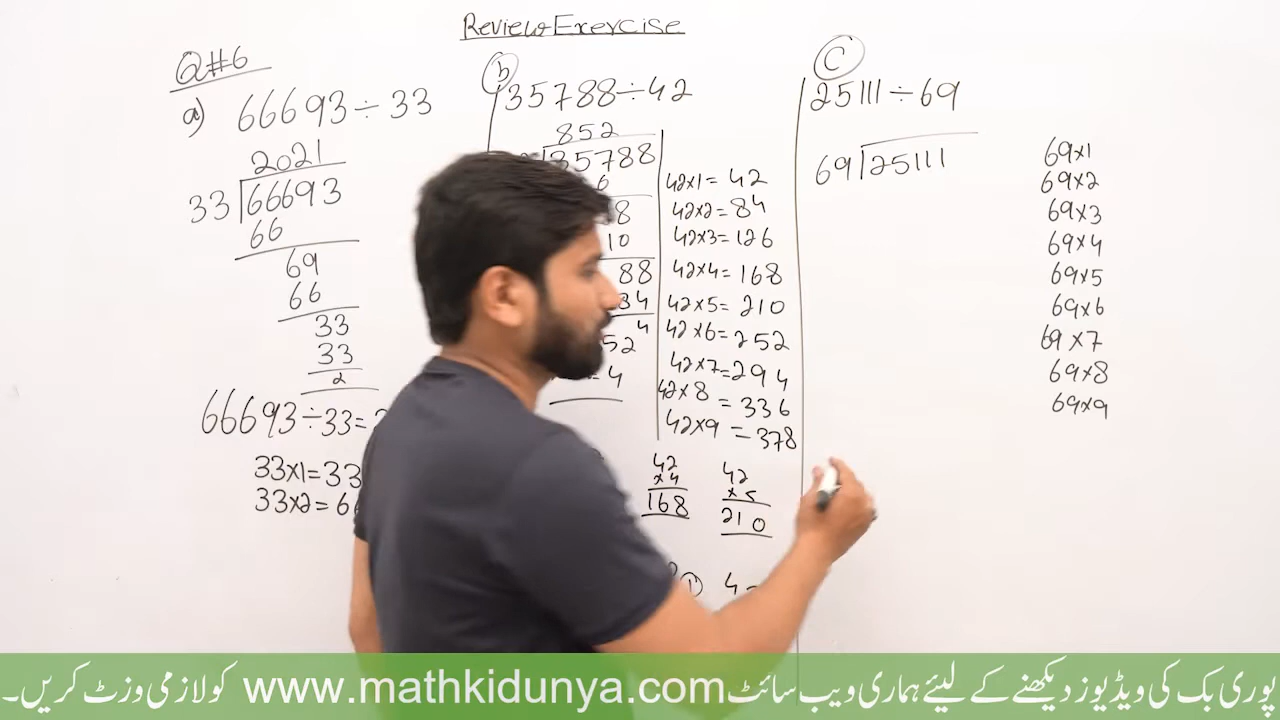 Review Exercise
Q#6
a) 66693÷33
2021
33 66693
66
69
66
33
33
2
66693÷33=
33x1=33
33x2=6
b
35788÷42
852
35788
6
8
10
88
84
4
52
=4
42x1=42
42x2=84
42x3=126
42x4=168
42x5=210
42x6=252
42x7=294
42x8=336
42x9=378
42
x4
168
42
x5
210
C
25111÷69
69 25111
69x1
69x2
69x3
69x4
69x5
69x6
69x7
69x8
69x9
پوری بک کی ویڈیوز دیکھنے کے لیئے ہماری ویب سائٹ www.mathkidunya.com کو لازمی وزٹ کریں۔